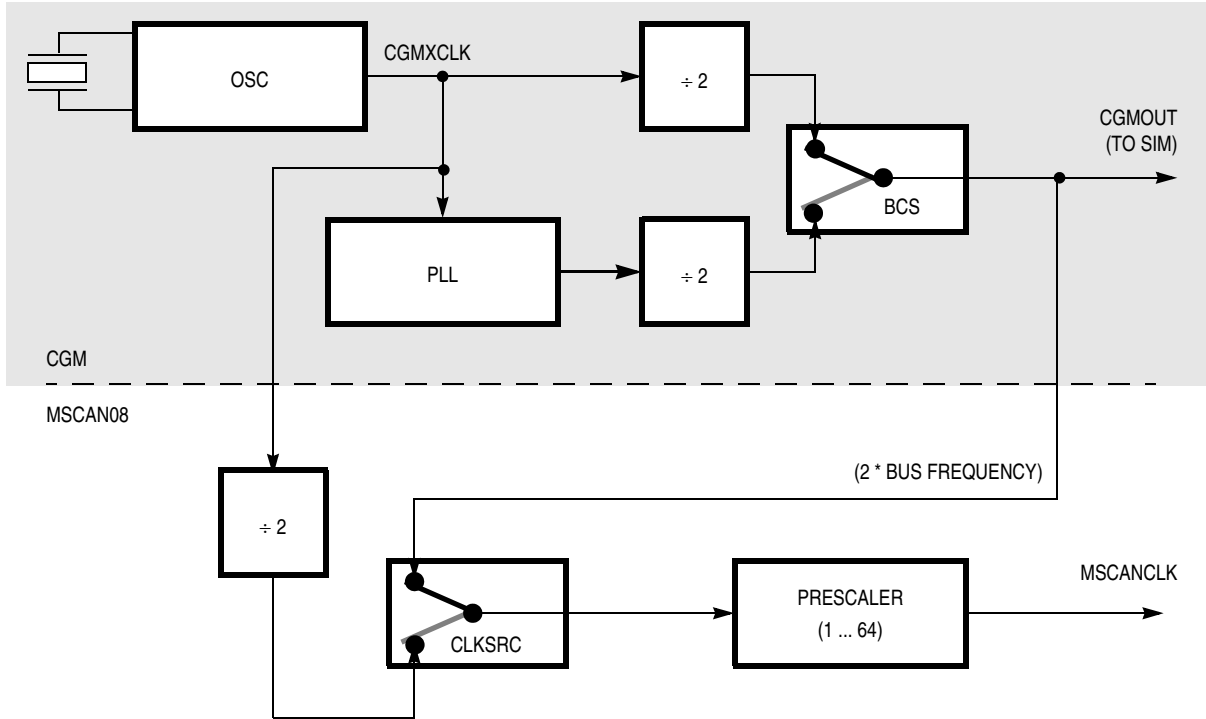 CGMXCLK
OSC
÷ 2
CGMOUT
(TO SIM)
BCS
PLL
÷ 2
CGM
MSCAN08
(2 * BUS FREQUENCY)
÷ 2
MSCANCLK
PRESCALER
(1 ... 64)
CLKSRC